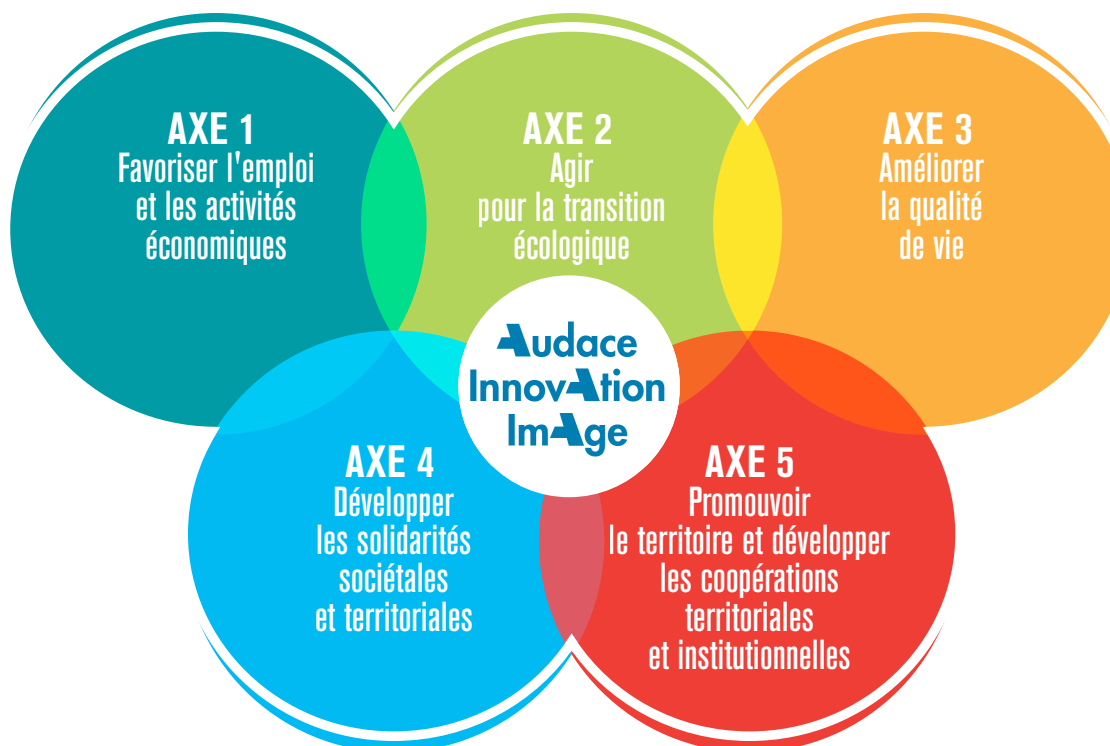 AXE 1
Favoriser l'emploi
et les activités
économiques
AXE 2
Agir
pour la transition
écologique
AXE 3
Améliorer
la qualité
de vie
Audace
InnovAtion
ImAge
AXE 4
Développer
les solidarités
sociétales
et territoriales
AXE 5
Promouvoir
le territoire et développer
les coopérations
territoriales
et institutionnelles